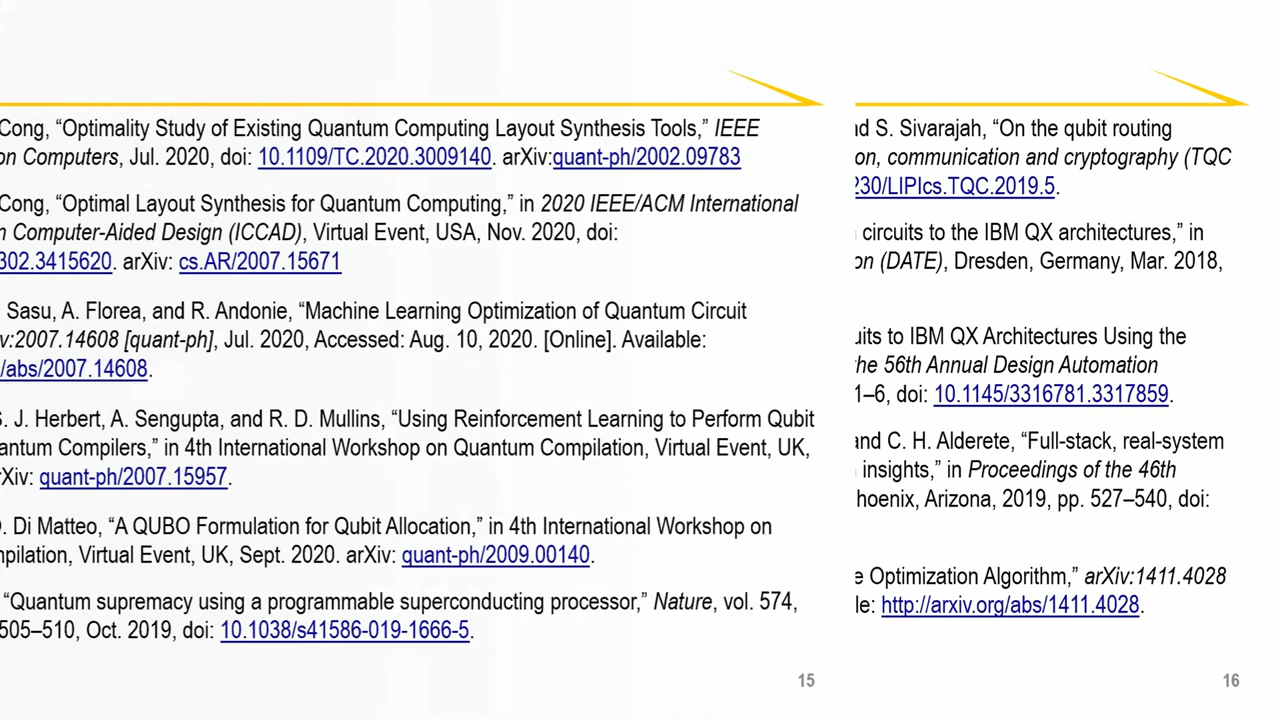 Cong, “Optimality Study of Existing Quantum Computing Layout Synthesis Tools,” IEEE
on Computers, Jul. 2020, doi: 10.1109/TC.2020.3009140. arXiv:quant-ph/2002.09783
Cong, “Optimal Layout Synthesis for Quantum Computing,” in 2020 IEEE/ACM International
n Computer-Aided Design (ICCAD), Virtual Event, USA, Nov. 2020, doi:
302.3415620. arXiv: cs.AR/2007.15671
Sasu, A. Florea, and R. Andonie, “Machine Learning Optimization of Quantum Circuit
v:2007.14608 [quant-ph], Jul. 2020, Accessed: Aug. 10, 2020. [Online]. Available:
/abs/2007.14608.
S. J. Herbert, A. Sengupta, and R. D. Mullins, “Using Reinforcement Learning to Perform Qubit
antum Compilers,” in 4th International Workshop on Quantum Compilation, Virtual Event, UK,
rXiv: quant-ph/2007.15957.
O. Di Matteo, “A QUBO Formulation for Qubit Allocation,” in 4th International Workshop on
mpilation, Virtual Event, UK, Sept. 2020. arXiv: quant-ph/2009.00140.
“Quantum supremacy using a programmable superconducting processor,” Nature, vol. 574,
505–510, Oct. 2019, doi: 10.1038/s41586-019-1666-5.
15
nd S. Sivarajah, “On the qubit routing
on, communication and cryptography (TQC
230/LIPIcs.TQC.2019.5.
circuits to the IBM QX architectures,” in
on (DATE), Dresden, Germany, Mar. 2018,
uits to IBM QX Architectures Using the
he 56th Annual Design Automation
1–6, doi: 10.1145/3316781.3317859.
and C. H. Alderete, “Full-stack, real-system
insights,” in Proceedings of the 46th
hoenix, Arizona, 2019, pp. 527–540, doi:
e Optimization Algorithm,” arXiv:1411.4028
le: http://arxiv.org/abs/1411.4028.
16